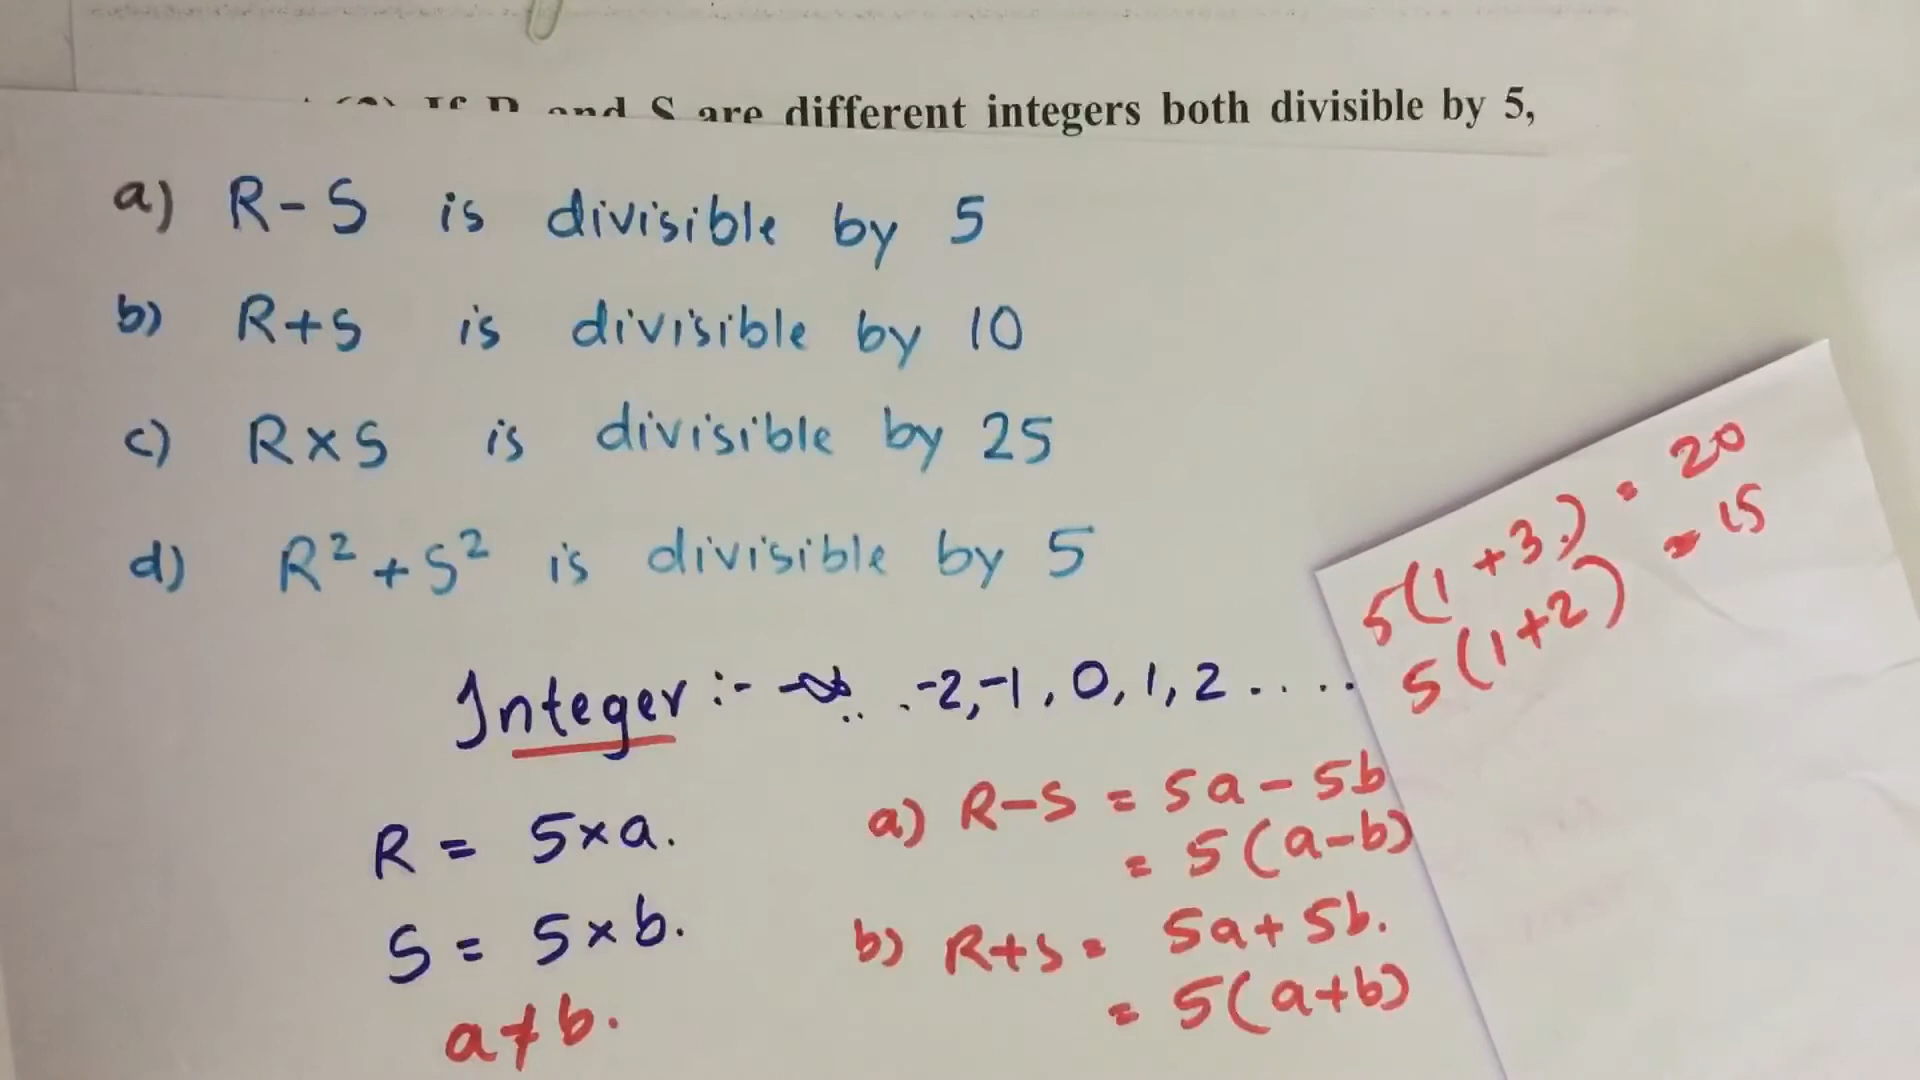 and S are different integers both divisible by 5,
a) R-S is divisible by 5
b) R+S is divisible by 10
c) R×S is divisible by 25
d) R²+S² is divisible by 5
5(1+3) = 20
5(1+2) = 15
Integer :- .. . -2,-1, 0, 1, 2 . . . .
R = 5×a.
S = 5×b.
a≠b.
a) R-S = 5a-5b
= 5(a-b)
b) R+S = 5a+5b.
= 5(a+b)